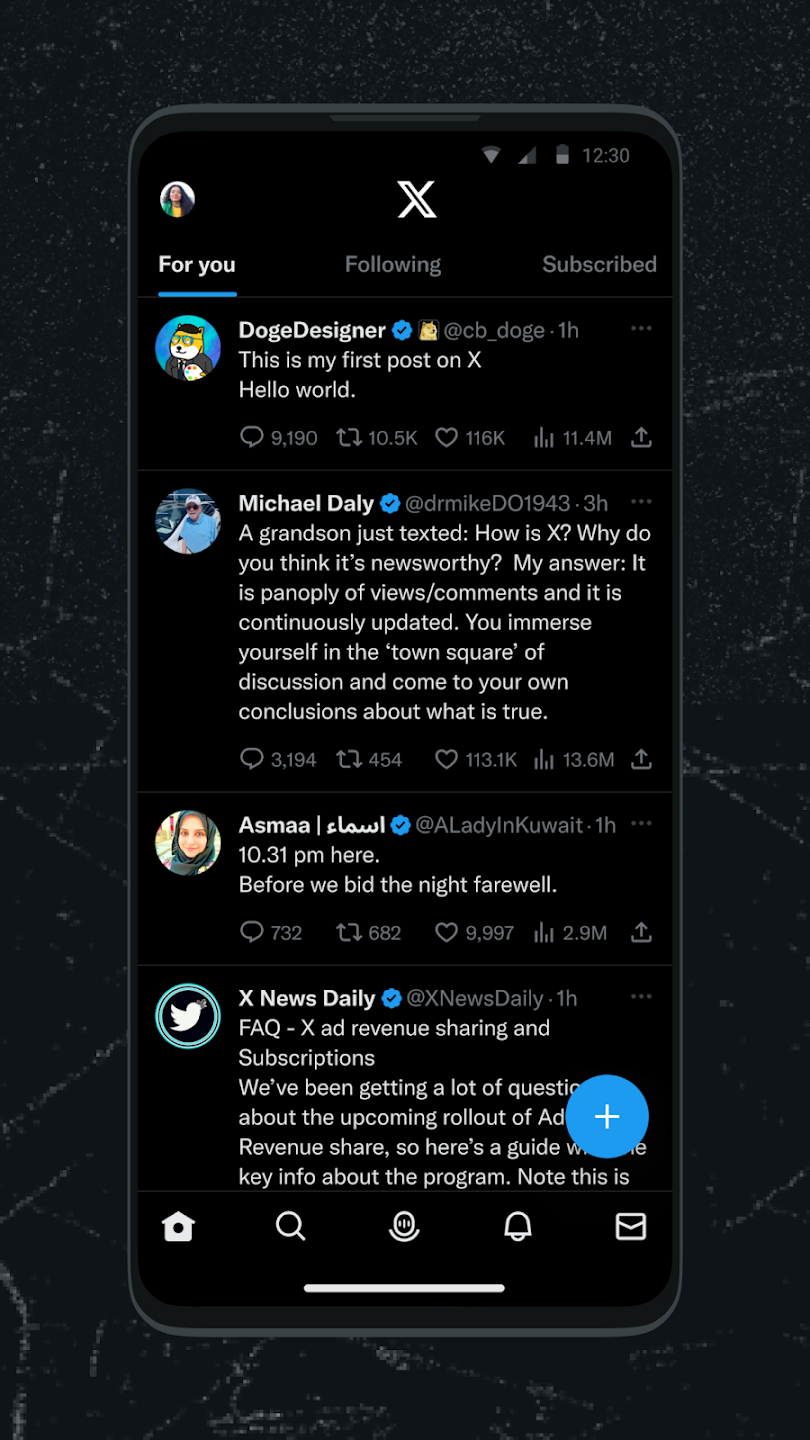 12:30
X
For you Following Subscribed
DogeDesigner @cb_doge · 1h
This is my first post on X
Hello world.
9,190 10.5K 116K 11.4M
Michael Daly @drmikeDO1943 · 3h
A grandson just texted: How is X? Why do
you think it’s newsworthy?  My answer: It
is panoply of views/comments and it is
continuously updated. You immerse
yourself in the ‘town square’ of
discussion and come to your own
conclusions about what is true.
3,194 454 113.1K 13.6M
Asmaa | اسماء @ALadyInKuwait · 1h
10.31 pm here.
Before we bid the night farewell.
732 682 9,997 2.9M
X News Daily @XNewsDaily · 1h
FAQ - X ad revenue sharing and
Subscriptions
We’ve been getting a lot of
about the upcoming rollout of Ad
Revenue share, so here’s a guide
key info about the program. Note this is